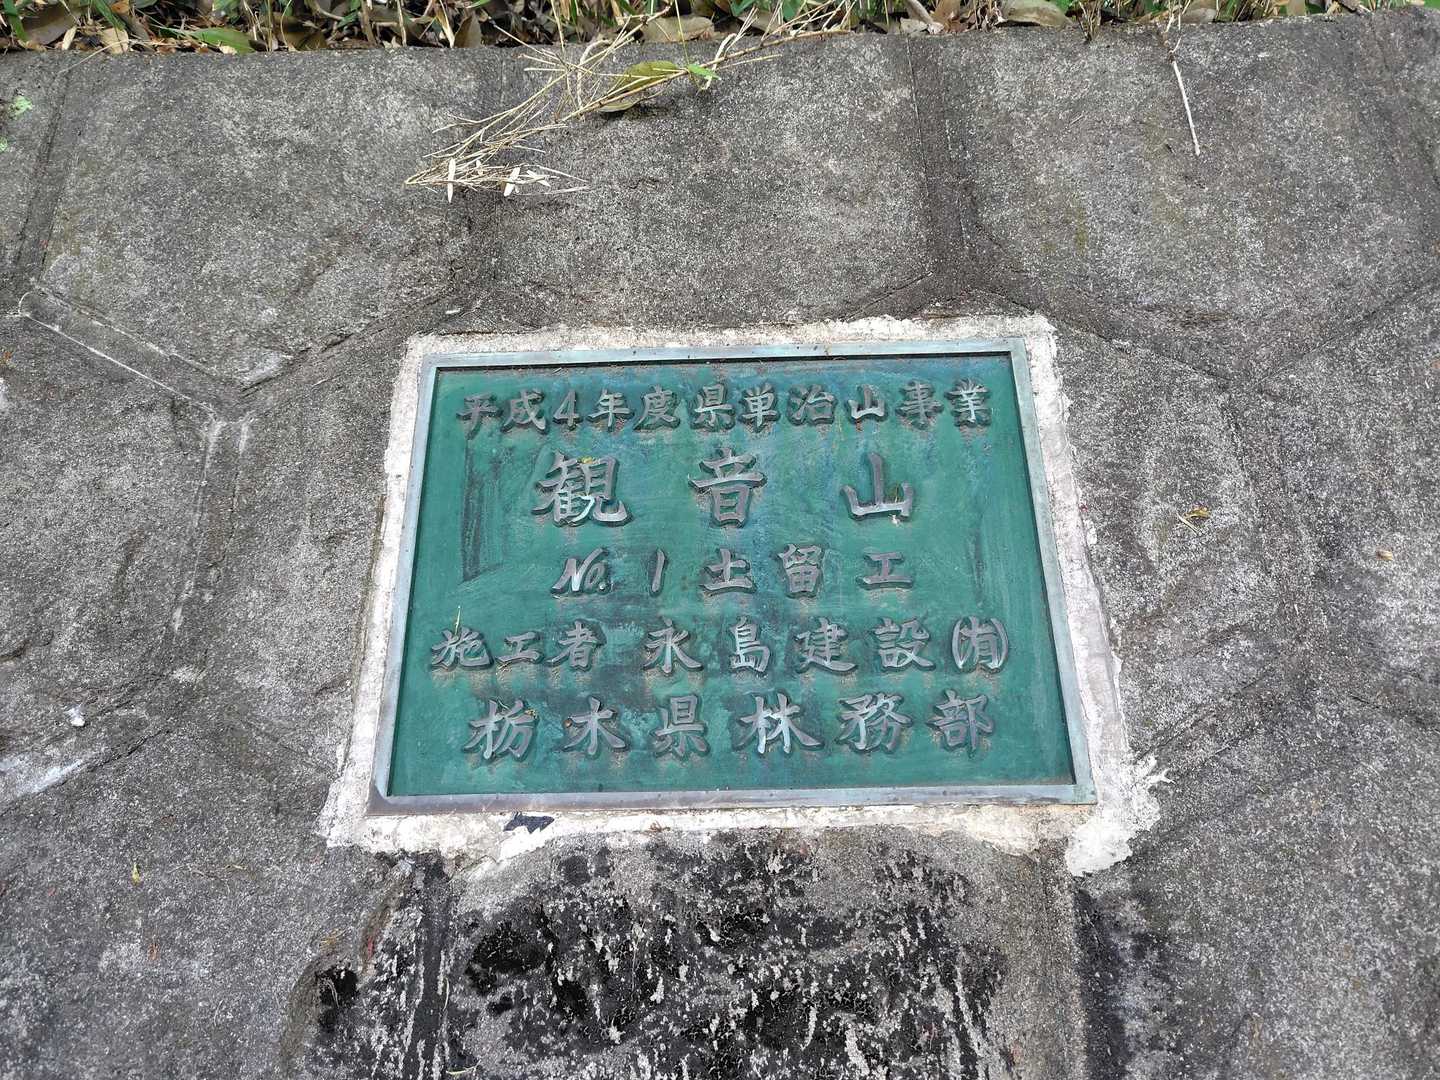 平成4年度県単治山事業
観音山
No.1土留工
施工者 永島建設㈲
栃木県林務部